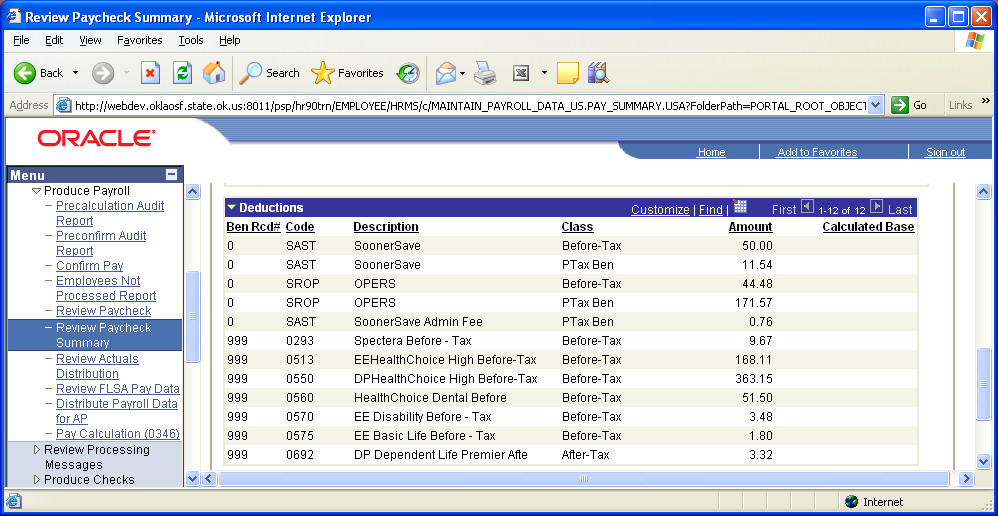 Review Paycheck Summary - Microsoft Internet Explorer
File Edit View Favorites Tools Help
Back Search Favorites
Address http://webdev.oklaosf.state.ok.us:8011/psp/hr90trn/EMPLOYEE/HRMS/c/MAINTAIN_PAYROLL_DATA_US.PAY_SUMMARY.USA?FolderPath=PORTAL_ROOT_OBJECT Go Links »
ORACLE®
Home Add to Favorites Sign out
Menu
Produce Payroll
Precalculation Audit
Report
Preconfirm Audit
Report
Confirm Pay
Employees Not
Processed Report
Review Paycheck
Review Paycheck
Summary
Review Actuals
Distribution
Review FLSA Pay Data
Distribute Payroll Data
for AP
Pay Calculation (0346)
Review Processing
Messages
Produce Checks
Deductions Customize | Find | First 1-12 of 12 Last
Ben Rcd# Code Description Class Amount Calculated Base
0 SAST SoonerSave Before-Tax 50.00
0 SAST SoonerSave PTax Ben 11.54
0 SROP OPERS Before-Tax 44.48
0 SROP OPERS PTax Ben 171.57
0 SAST SoonerSave Admin Fee PTax Ben 0.76
999 0293 Spectera Before - Tax Before-Tax 9.67
999 0513 EEHealthChoice High Before-Tax Before-Tax 168.11
999 0550 DPHealthChoice High Before-Tax Before-Tax 363.15
999 0560 HealthChoice Dental Before Before-Tax 51.50
999 0570 EE Disability Before - Tax Before-Tax 3.48
999 0575 EE Basic Life Before - Tax Before-Tax 1.80
999 0692 DP Dependent Life Premier Afte After-Tax 3.32
Internet